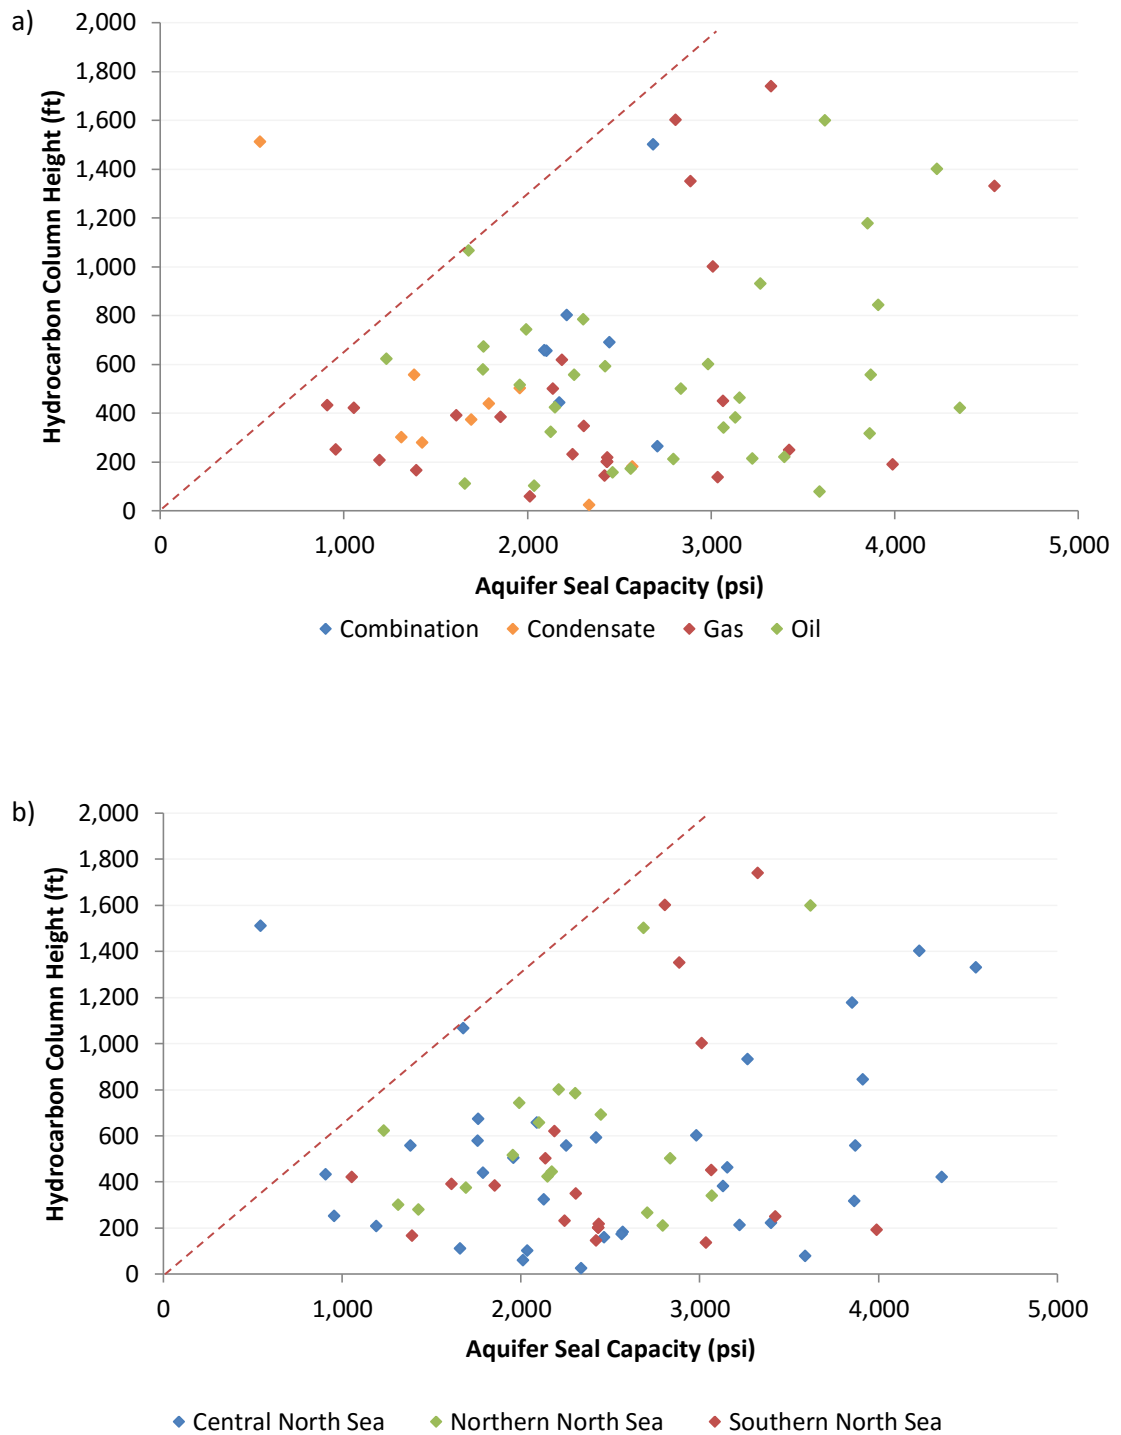 a)
2,000
1,800
1,600
1,400
1,200
1,000
800
600
400
200
0
Hydrocarbon Column Height (ft)
0 1,000 2,000 3,000 4,000 5,000
Aquifer Seal Capacity (psi)
Combination Condensate Gas Oil
b)
2,000
1,800
1,600
1,400
1,200
1,000
800
600
400
200
0
Hydrocarbon Column Height (ft)
0 1,000 2,000 3,000 4,000 5,000
Aquifer Seal Capacity (psi)
Central North Sea Northern North Sea Southern North Sea